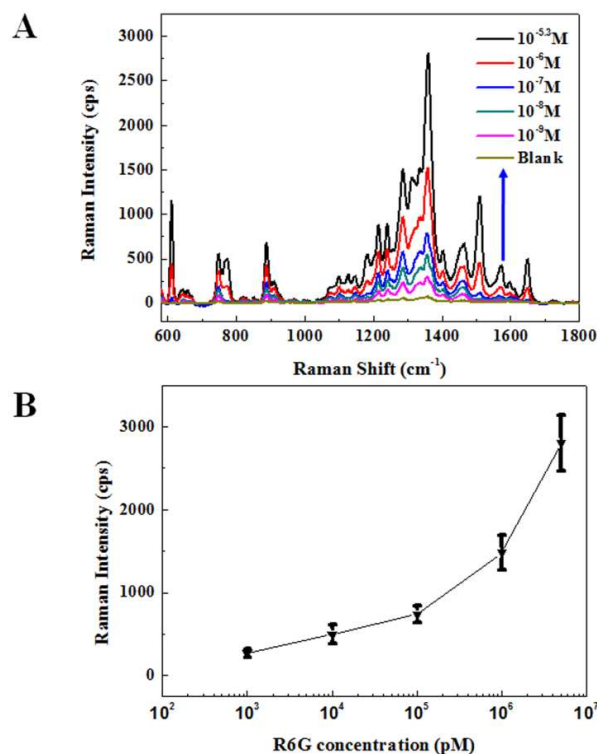 A
3000
2500
2000
1500
1000
500
0
Raman Intensity (cps)
10^-5.3M
10^-6M
10^-7M
10^-8M
10^-9M
Blank
600 800 1000 1200 1400 1600 1800
Raman Shift (cm^-1)
B
3000
2000
1000
0
Raman Intensity (cps)
10^2 10^3 10^4 10^5 10^6 10^7
R6G concentration (pM)